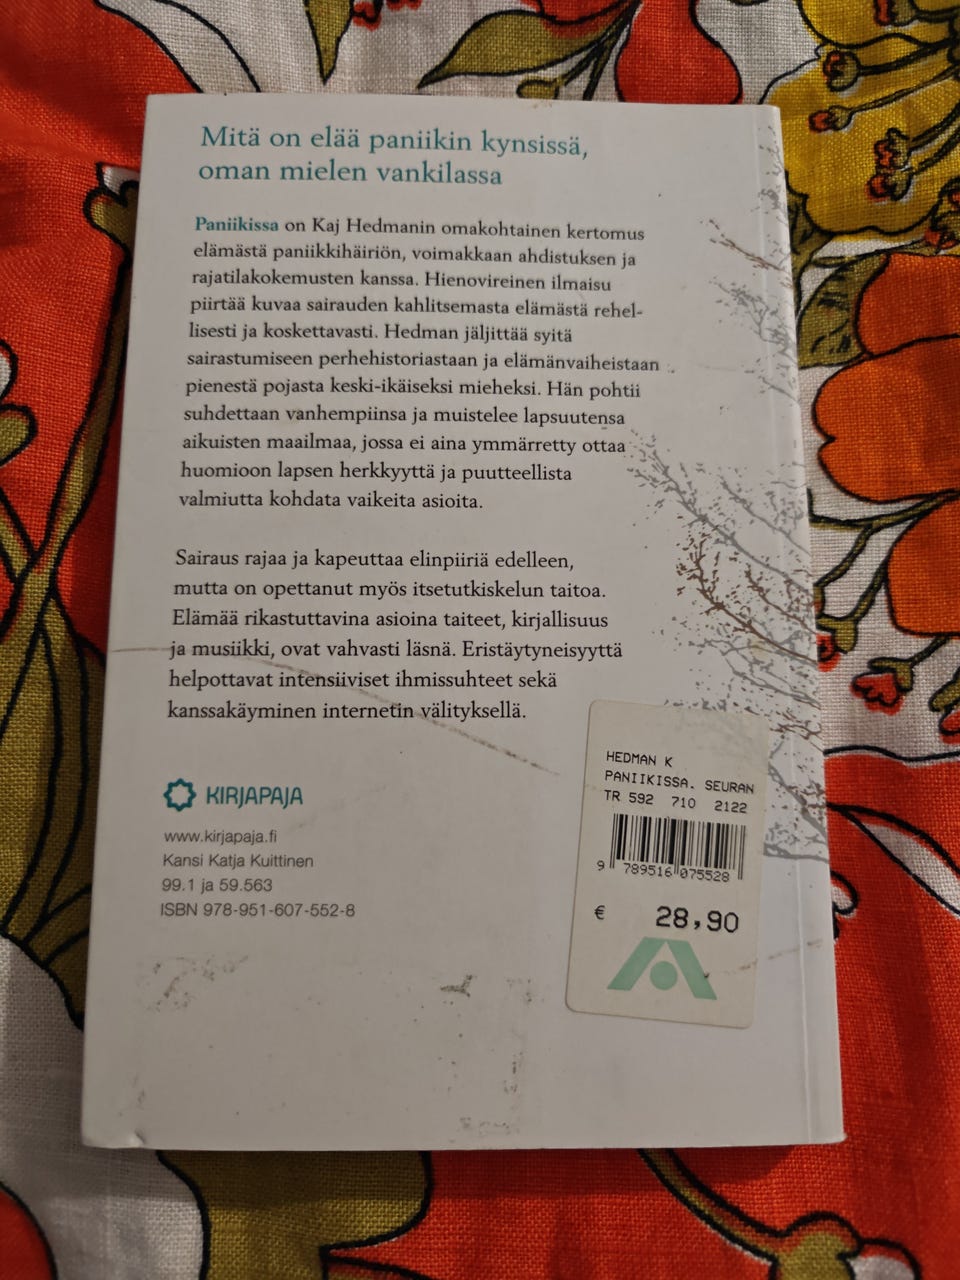 Mitä on elää paniikin kynsissä,
oman mielen vankilassa
Paniikissa on Kaj Hedmanin omakohtainen kertomus
elämästä paniikkihäiriön, voimakkaan ahdistuksen ja
rajatilakokemusten kanssa. Hienovireinen ilmaisu
piirtää kuvaa sairauden kahlitsemasta elämästä rehel-
lisesti ja koskettavasti. Hedman jäljittää syitä
sairastumiseen perhehistoriastaan ja elämänvaiheistaan
pienestä pojasta keski-ikäiseksi mieheksi. Hän pohtii
suhdettaan vanhempiinsa ja muistelee lapsuutensa
aikuisten maailmaa, jossa ei aina ymmärretty ottaa
huomioon lapsen herkkyyttä ja puutteellista
valmiutta kohdata vaikeita asioita.
Sairaus rajaa ja kapeuttaa elinpiiriä edelleen,
mutta on opettanut myös itsetutkiskelun taitoa.
Elämää rikastuttavina asioina taiteet, kirjallisuus
ja musiikki, ovat vahvasti läsnä. Eristäytyneisyyttä
helpottavat intensiiviset ihmissuhteet sekä
kanssakäyminen internetin välityksellä.
KIRJAPAJA
www.kirjapaja.fi
Kansi Katja Kuittinen
99.1 ja 59.563
ISBN 978-951-607-552-8
HEDMAN K
PANIIKISSA. SEURAN
TR 592 710 2122
9 789516 075528
€ 28,90